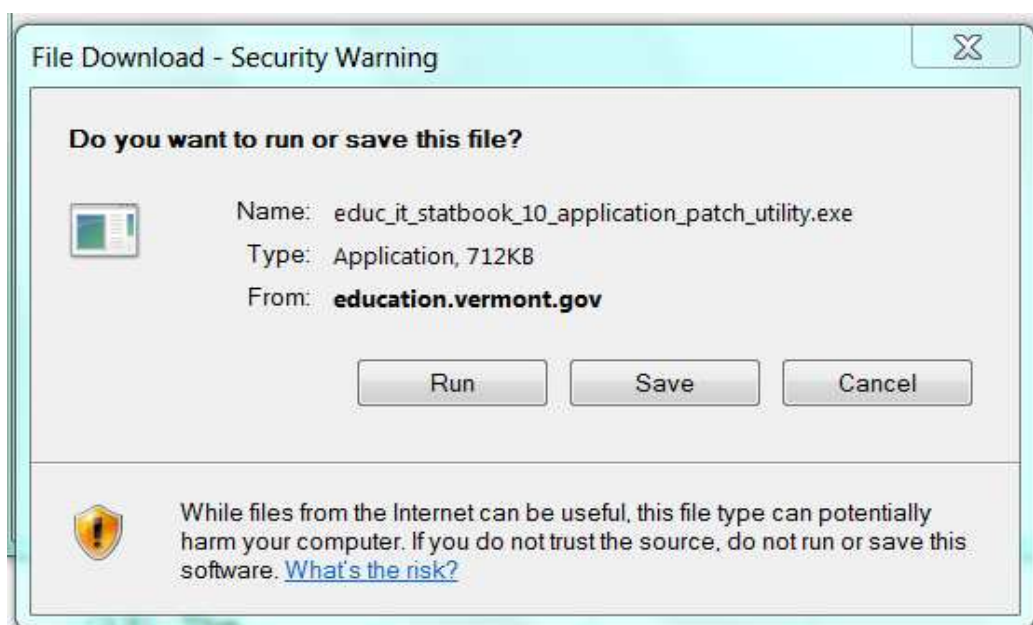 File Download - Security Warning
Do you want to run or save this file?
Name: educ_it_statbook_10_application_patch_utility.exe
Type: Application, 712KB
From: education.vermont.gov
Run Save Cancel
While files from the Internet can be useful, this file type can potentially
harm your computer. If you do not trust the source, do not run or save this
software. What's the risk?